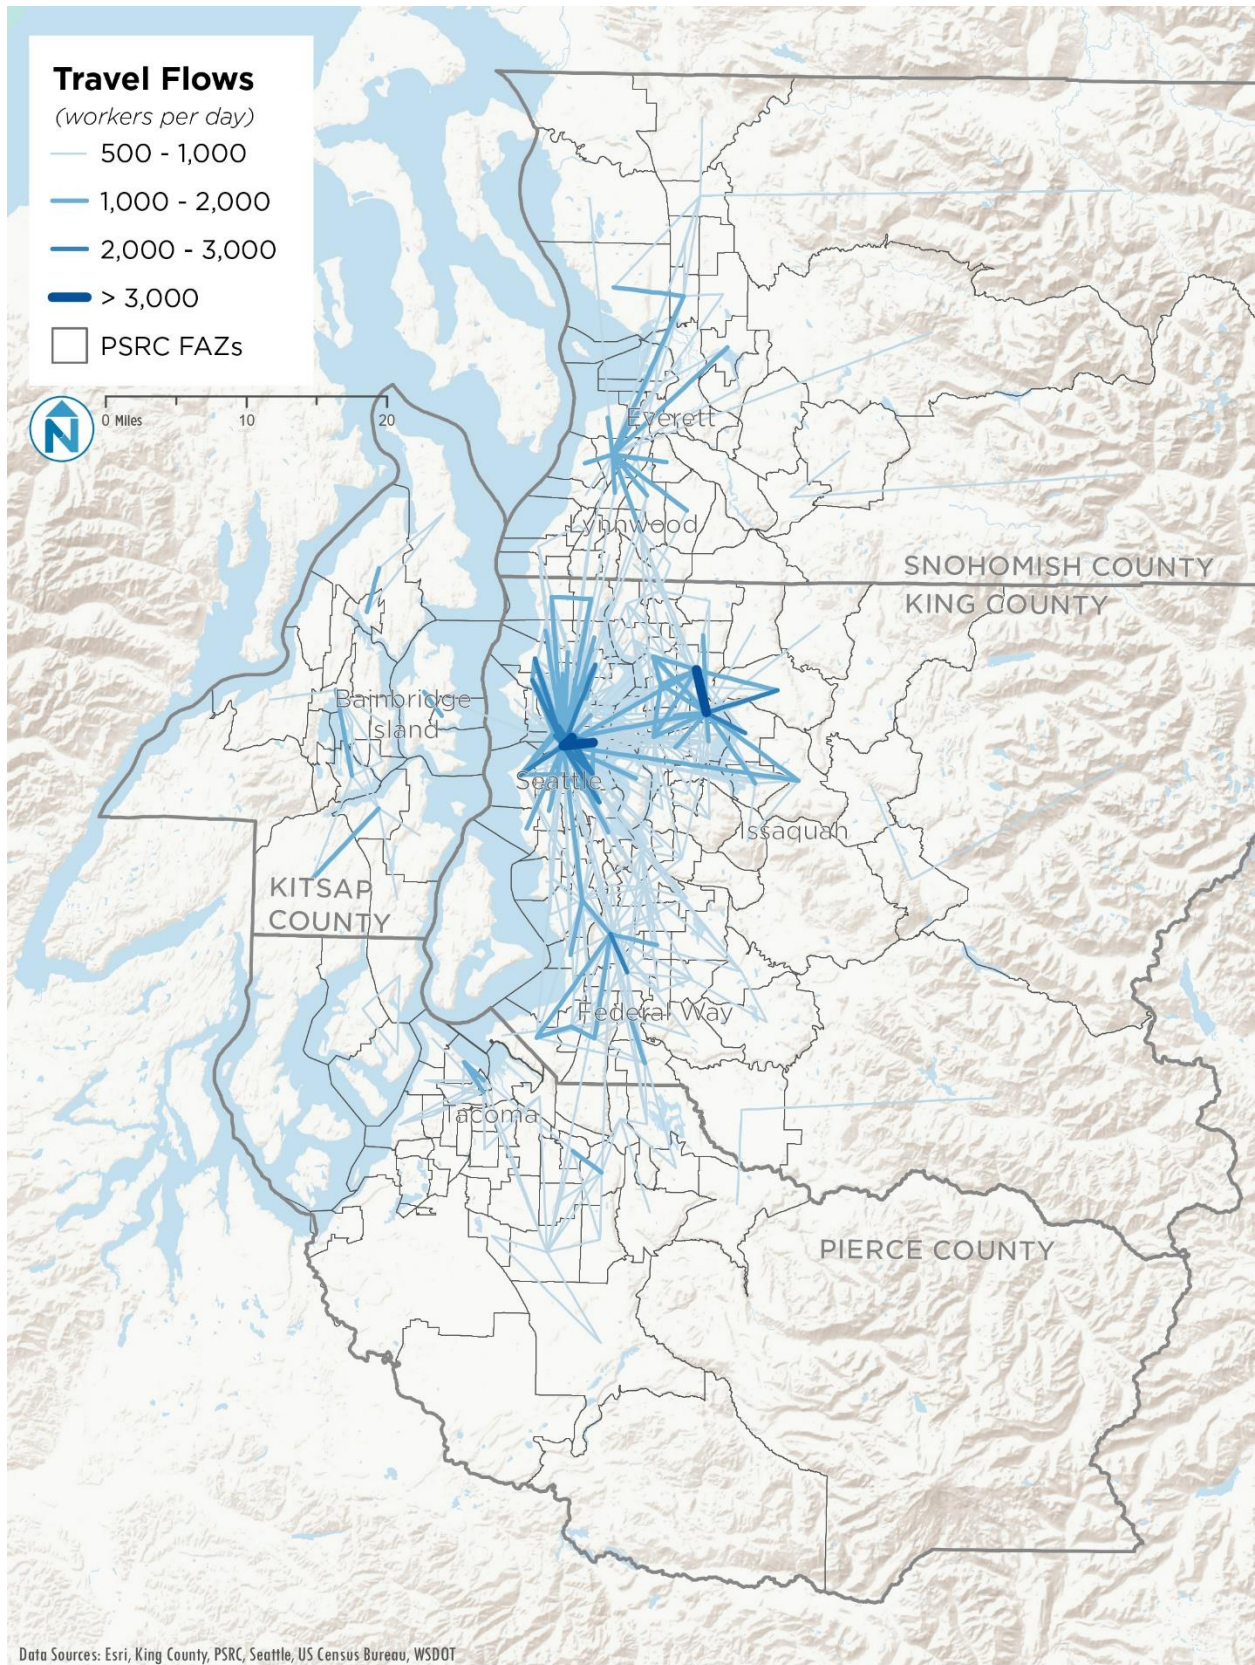 Travel Flows
(workers per day)
500 - 1,000
1,000 - 2,000
2,000 - 3,000
> 3,000
PSRC FAZs
N
0 Miles 10 20
Everett
Lynnwood
SNOHOMISH COUNTY
KING COUNTY
Bainbridge
Island
Seattle
Issaquah
KITSAP
COUNTY
Federal Way
Tacoma
PIERCE COUNTY
Data Sources: Esri, King County, PSRC, Seattle, US Census Bureau, WSDOT